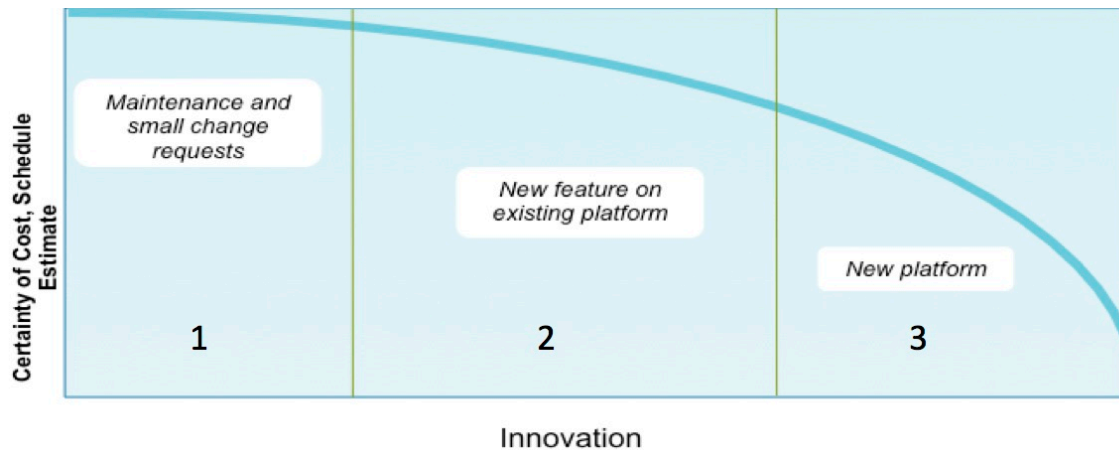 Certainty of Cost, Schedule
Estimate
Maintenance and
small change
requests
New feature on
existing platform
New platform
1
2
3
Innovation